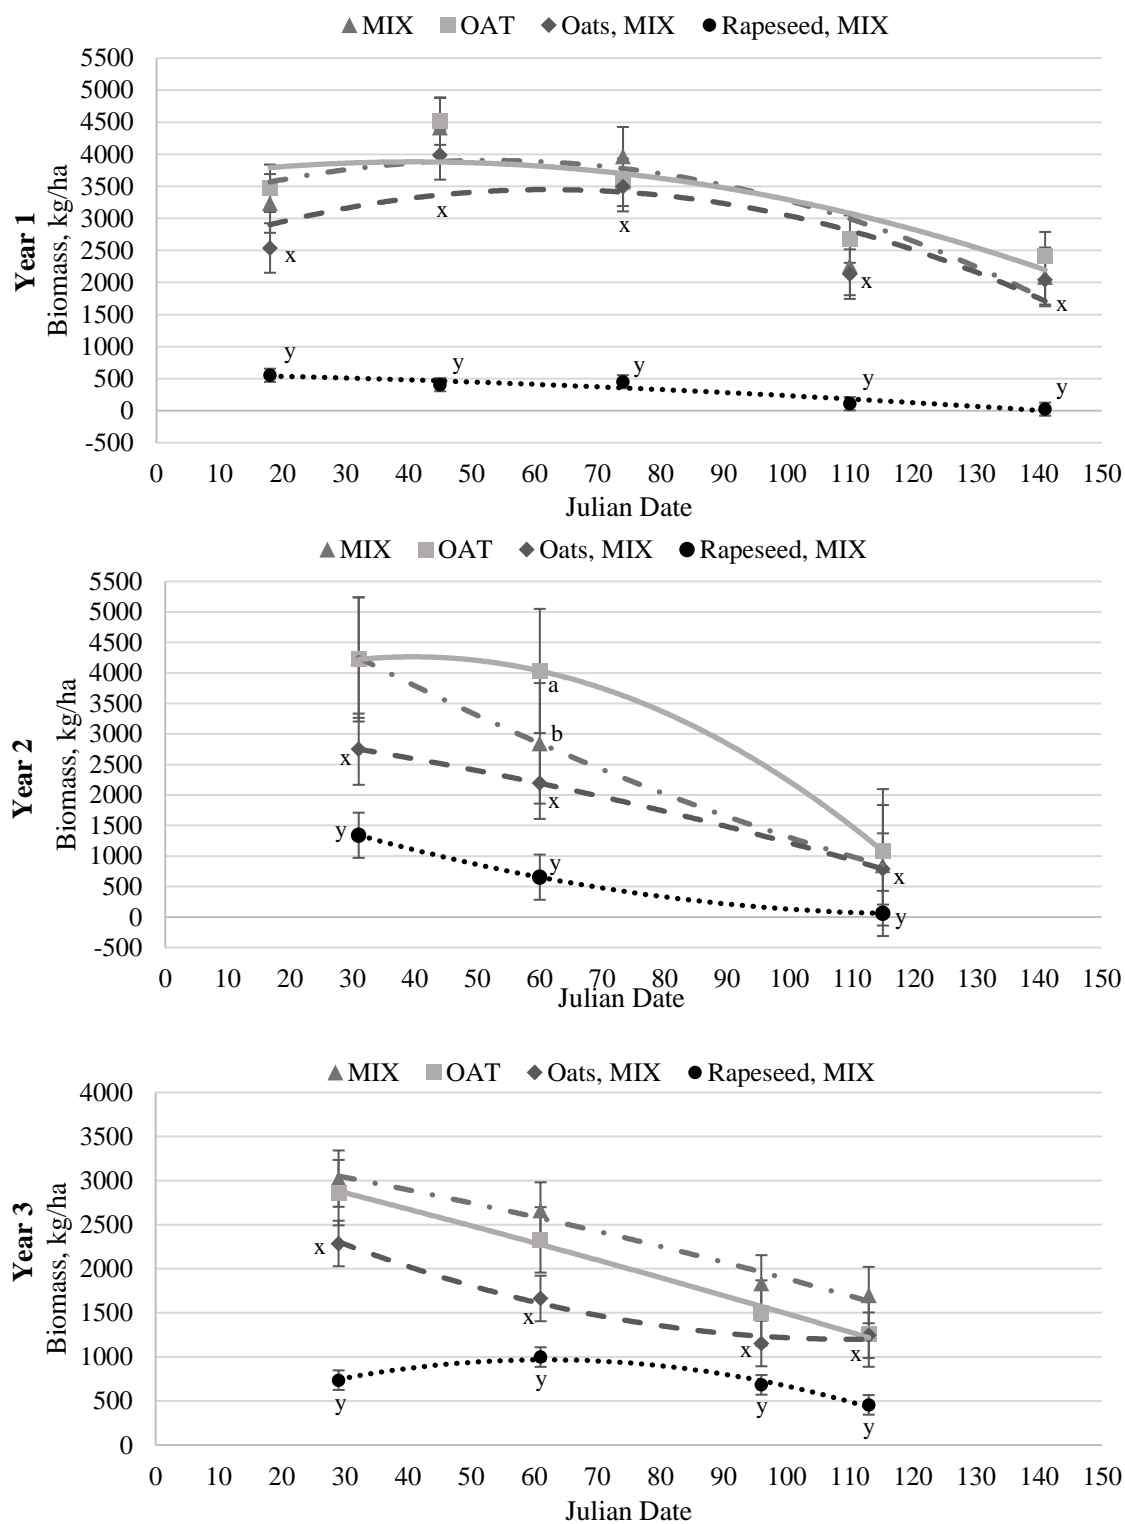 MIX OAT Oats, MIX Rapeseed, MIX
5500
5000
4500
4000
3500
3000
2500
2000
1500
1000
500
0
-500
Year 1
Biomass, kg/ha
x
x
x
x
x
y
y
y
y
y
0 10 20 30 40 50 60 70 80 90 100 110 120 130 140 150
Julian Date
MIX OAT Oats, MIX Rapeseed, MIX
5500
5000
4500
4000
3500
3000
2500
2000
1500
1000
500
0
-500
Year 2
Biomass, kg/ha
a
b
x
x
x
y
y
y
0 10 20 30 40 50 60 70 80 90 100 110 120 130 140 150
Julian Date
MIX OAT Oats, MIX Rapeseed, MIX
4000
3500
3000
2500
2000
1500
1000
500
0
Year 3
Biomass, kg/ha
x
x
x
x
y
y
y
y
0 10 20 30 40 50 60 70 80 90 100 110 120 130 140 150
Julian Date